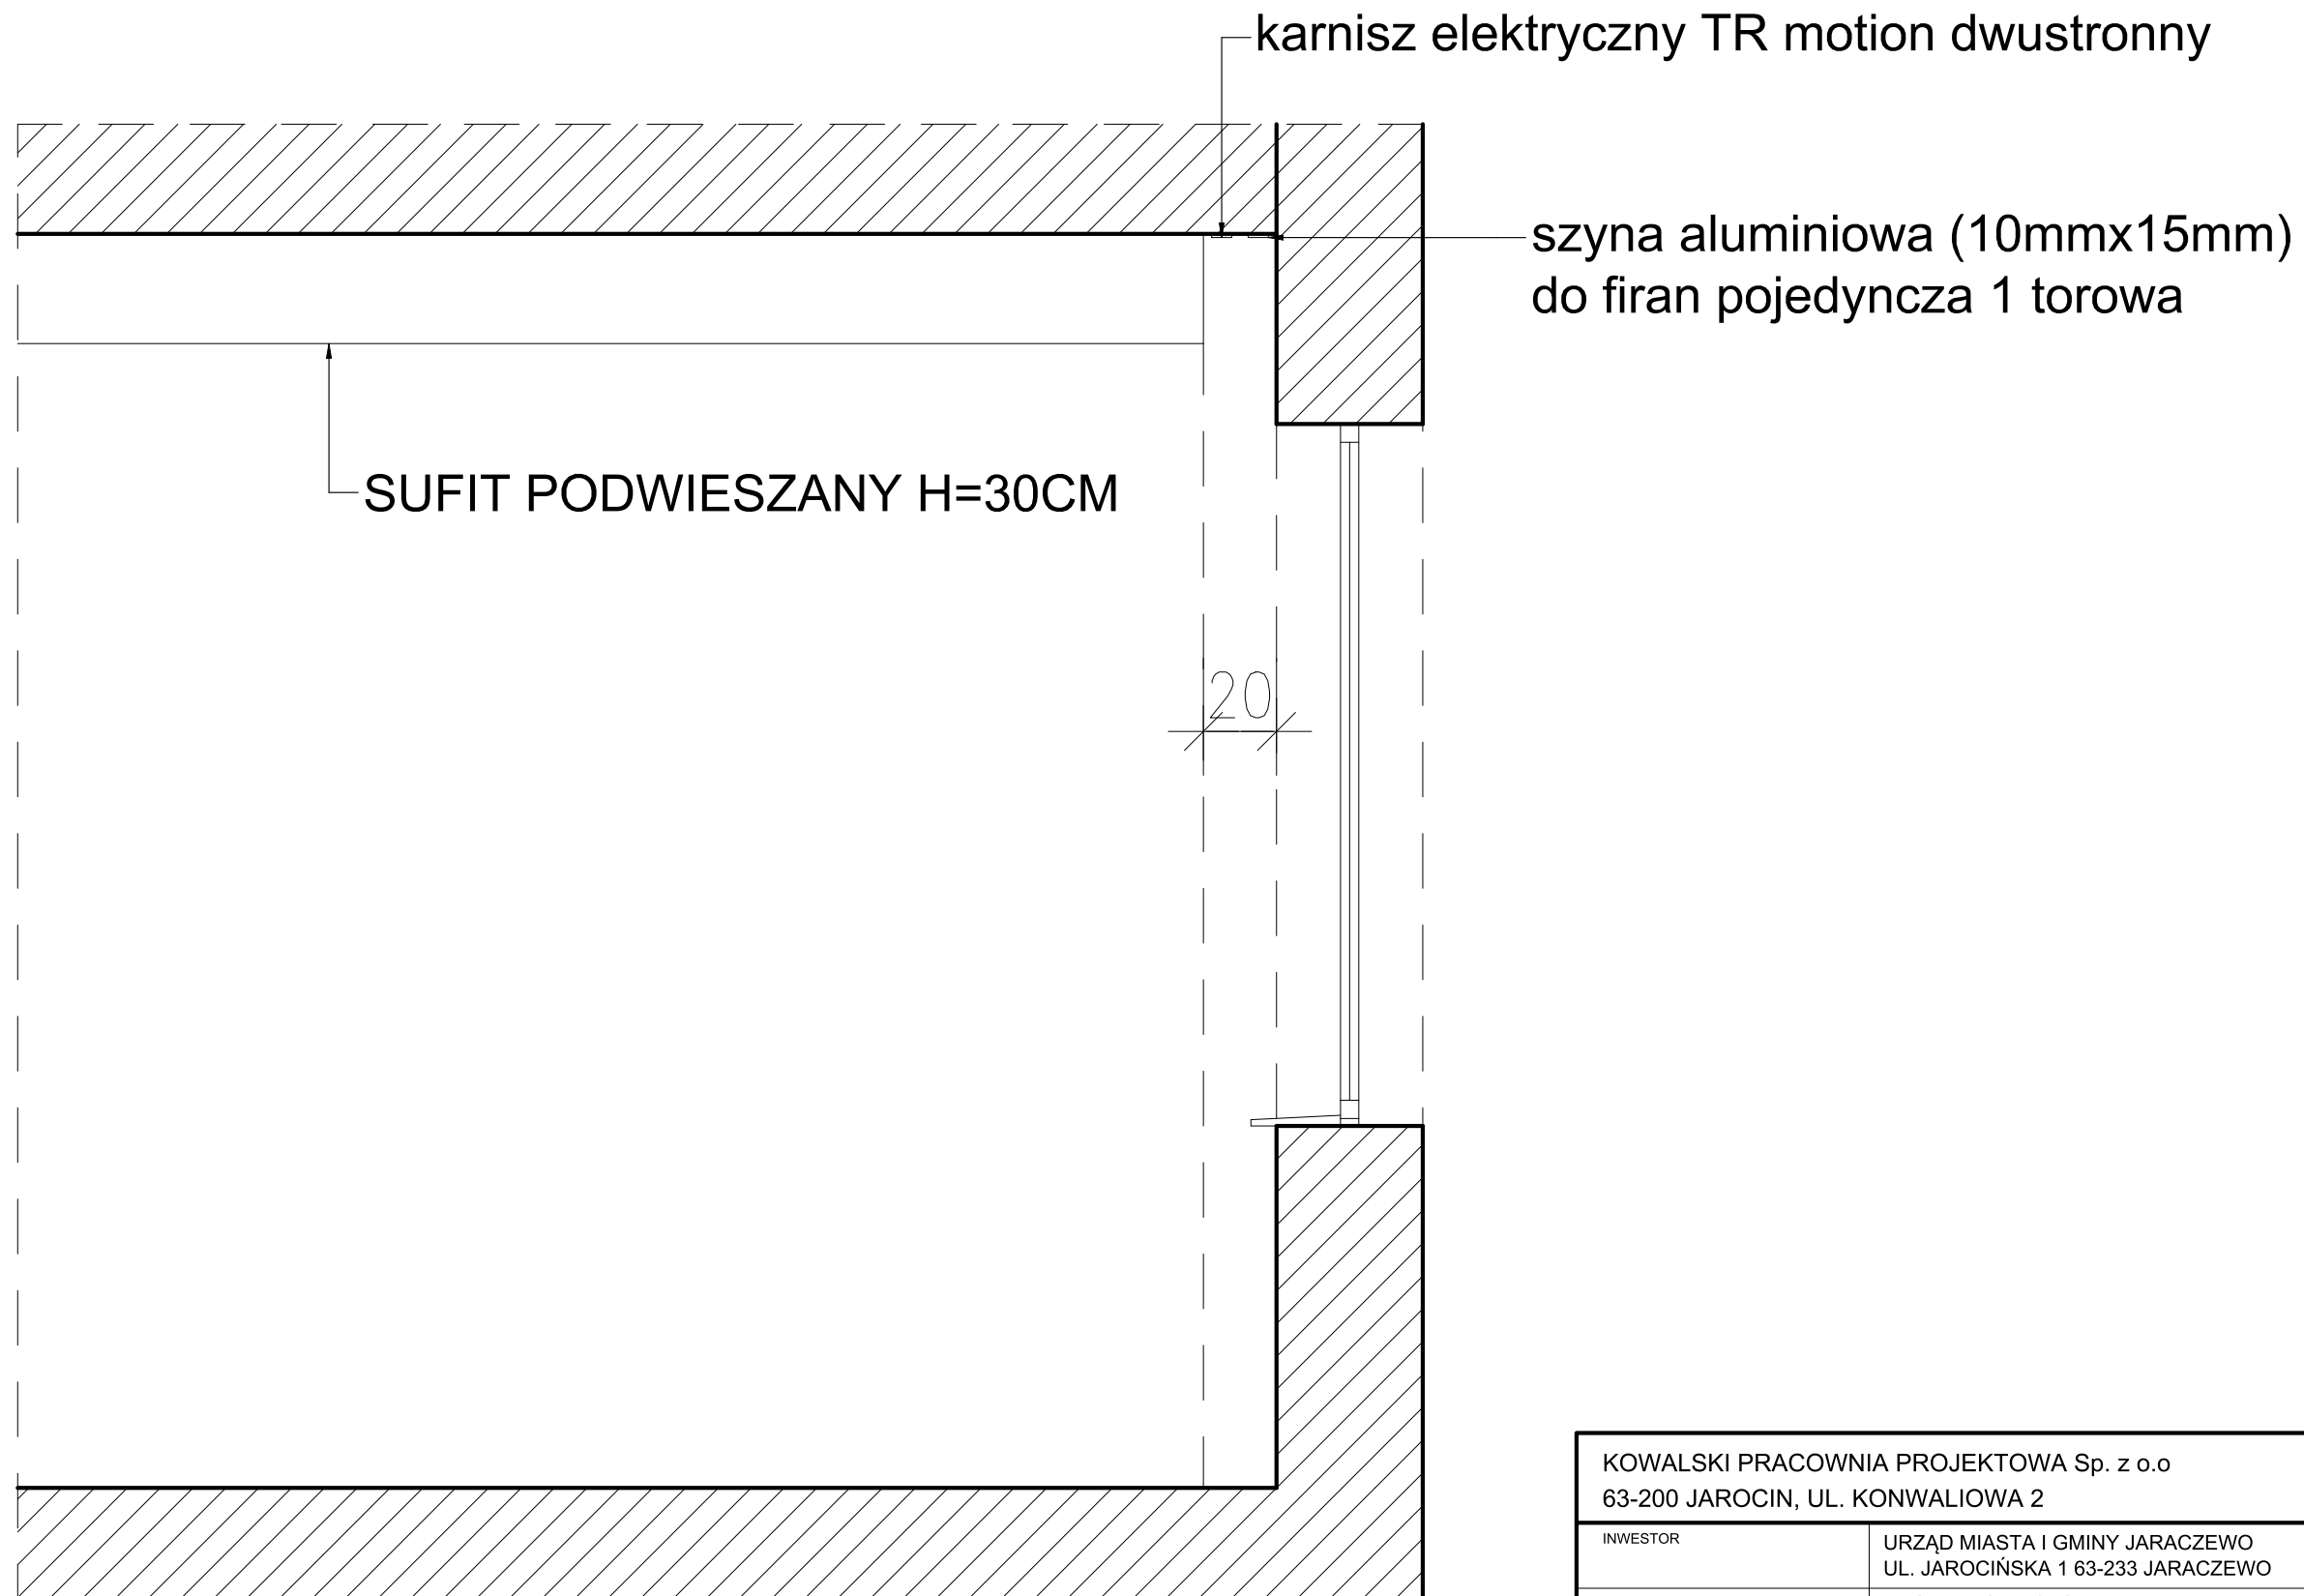 karnisz elektryczny TR motion dwustronny
szyna aluminiowa (10mmx15mm)
do firan pojedyncza 1 torowa
SUFIT PODWIESZANY H=30CM
20
KOWALSKI PRACOWNIA PROJEKTOWA Sp. z o.o
63-200 JAROCIN, UL. KONWALIOWA 2
INWESTOR
URZĄD MIASTA I GMINY JARACZEWO
UL. JAROCIŃSKA 1 63-233 JARACZEWO